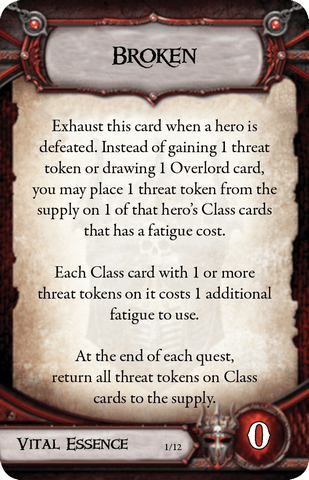 Broken
Exhaust this card when a hero is
defeated. Instead of gaining 1 threat
token or drawing 1 Overlord card,
you may place 1 threat token from the
supply on 1 of that hero's Class cards
that has a fatigue cost.
Each Class card with 1 or more
threat tokens on it costs 1 additional
fatigue to use.
At the end of each quest,
return all threat tokens on Class
cards to the supply.
Vital Essence 1/12 0